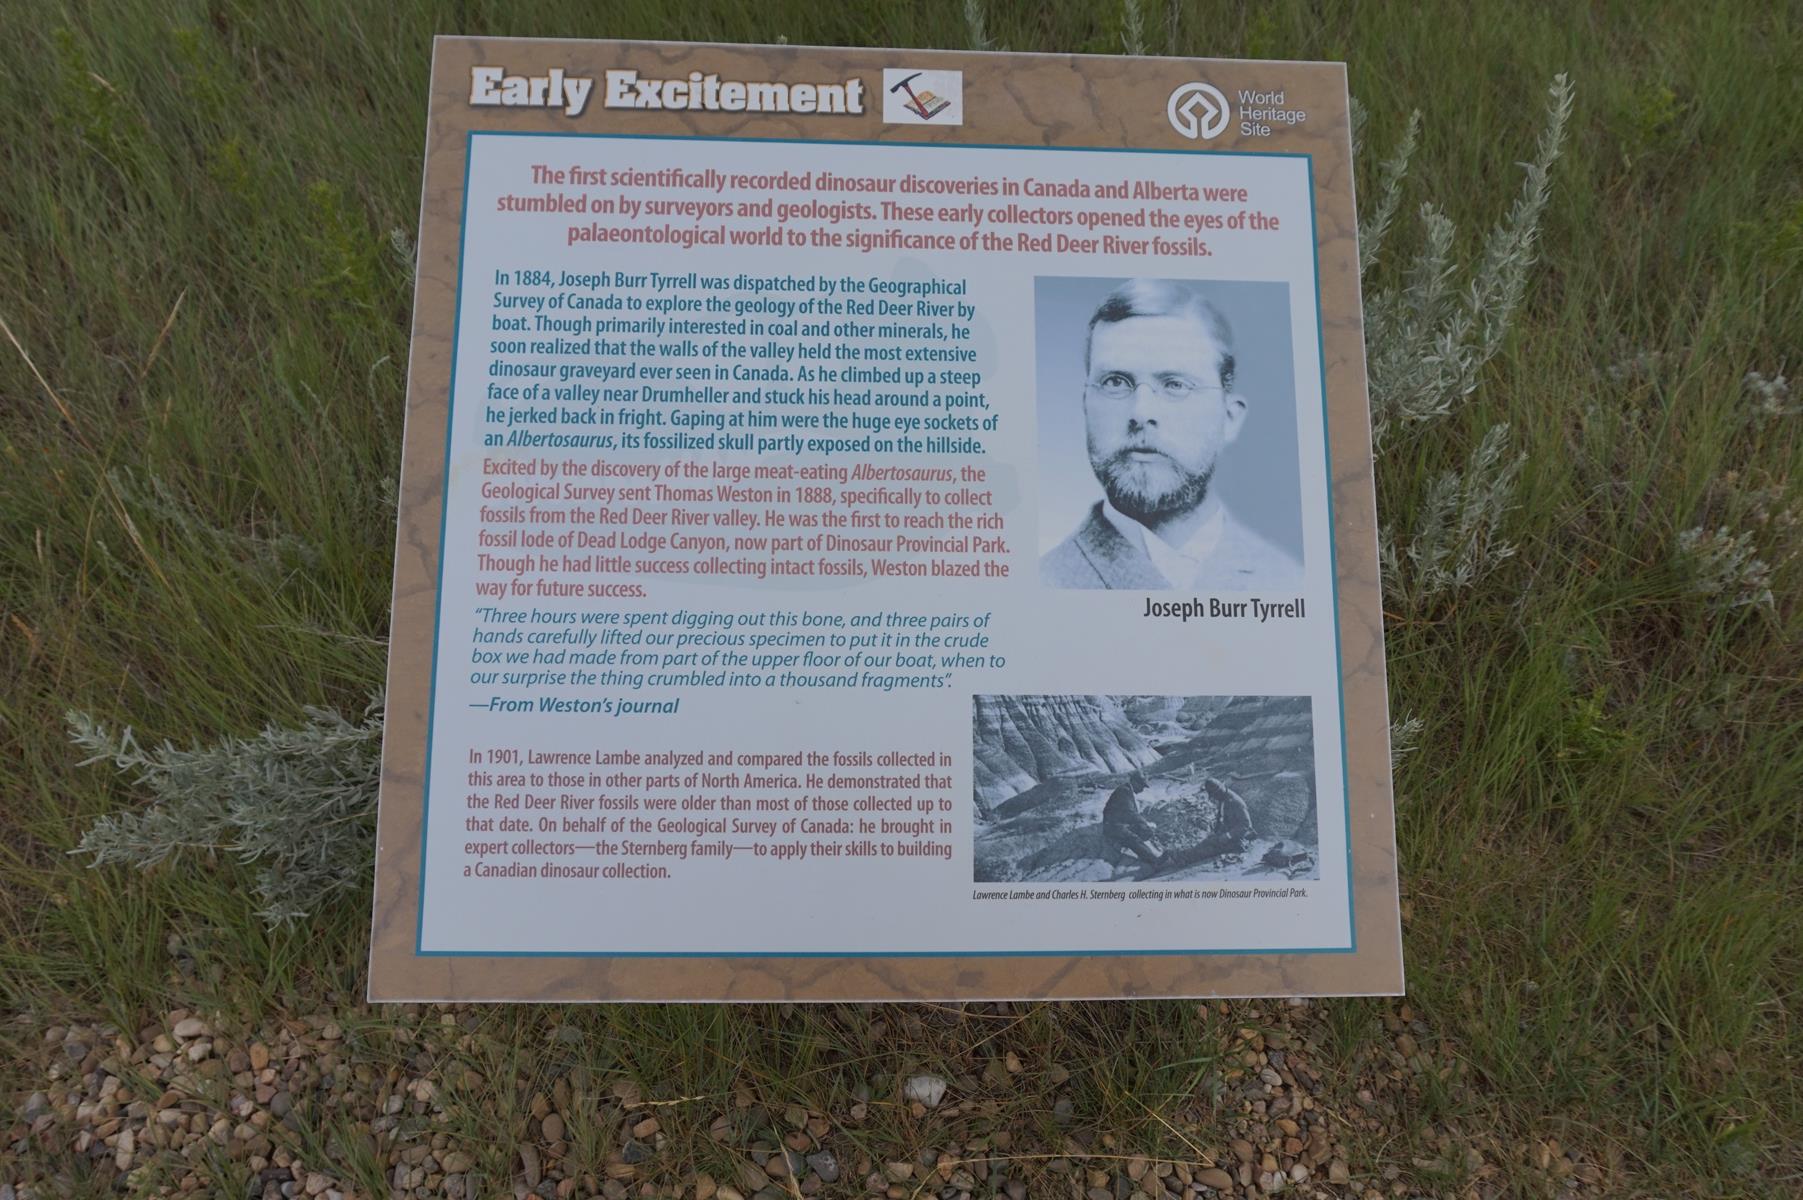 Early Excitement
World
Heritage
Site
The first scientifically recorded dinosaur discoveries in Canada and Alberta were
stumbled on by surveyors and geologists. These early collectors opened the eyes of the
palaeontological world to the significance of the Red Deer River fossils.
In 1884, Joseph Burr Tyrrell was dispatched by the Geographical
Survey of Canada to explore the geology of the Red Deer River by
boat. Though primarily interested in coal and other minerals, he
soon realized that the walls of the valley held the most extensive
dinosaur graveyard ever seen in Canada. As he climbed up a steep
face of a valley near Drumheller and stuck his head around a point,
he jerked back in fright. Gaping at him were the huge eye sockets of
an Albertosaurus, its fossilized skull partly exposed on the hillside.
Excited by the discovery of the large meat-eating Albertosaurus, the
Geological Survey sent Thomas Weston in 1888, specifically to collect
fossils from the Red Deer River valley. He was the first to reach the rich
fossil lode of Dead Lodge Canyon, now part of Dinosaur Provincial Park.
Though he had little success collecting intact fossils, Weston blazed the
way for future success.
Joseph Burr Tyrrell
“Three hours were spent digging out this bone, and three pairs of
hands carefully lifted our precious specimen to put it in the crude
box we had made from part of the upper floor of our boat, when to
our surprise the thing crumbled into a thousand fragments”.
—From Weston’s journal
In 1901, Lawrence Lambe analyzed and compared the fossils collected in
this area to those in other parts of North America. He demonstrated that
the Red Deer River fossils were older than most of those collected up to
that date. On behalf of the Geological Survey of Canada: he brought in
expert collectors—the Sternberg family—to apply their skills to building
a Canadian dinosaur collection.
Lawrence Lambe and Charles H. Sternberg collecting in what is now Dinosaur Provincial Park.